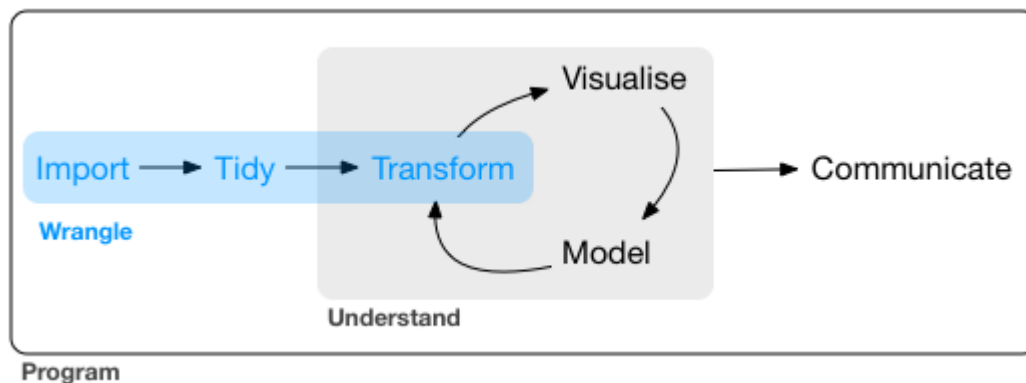 Visualise
Import
Tidy
Transform
Communicate
Wrangle
Model
Understand
Program